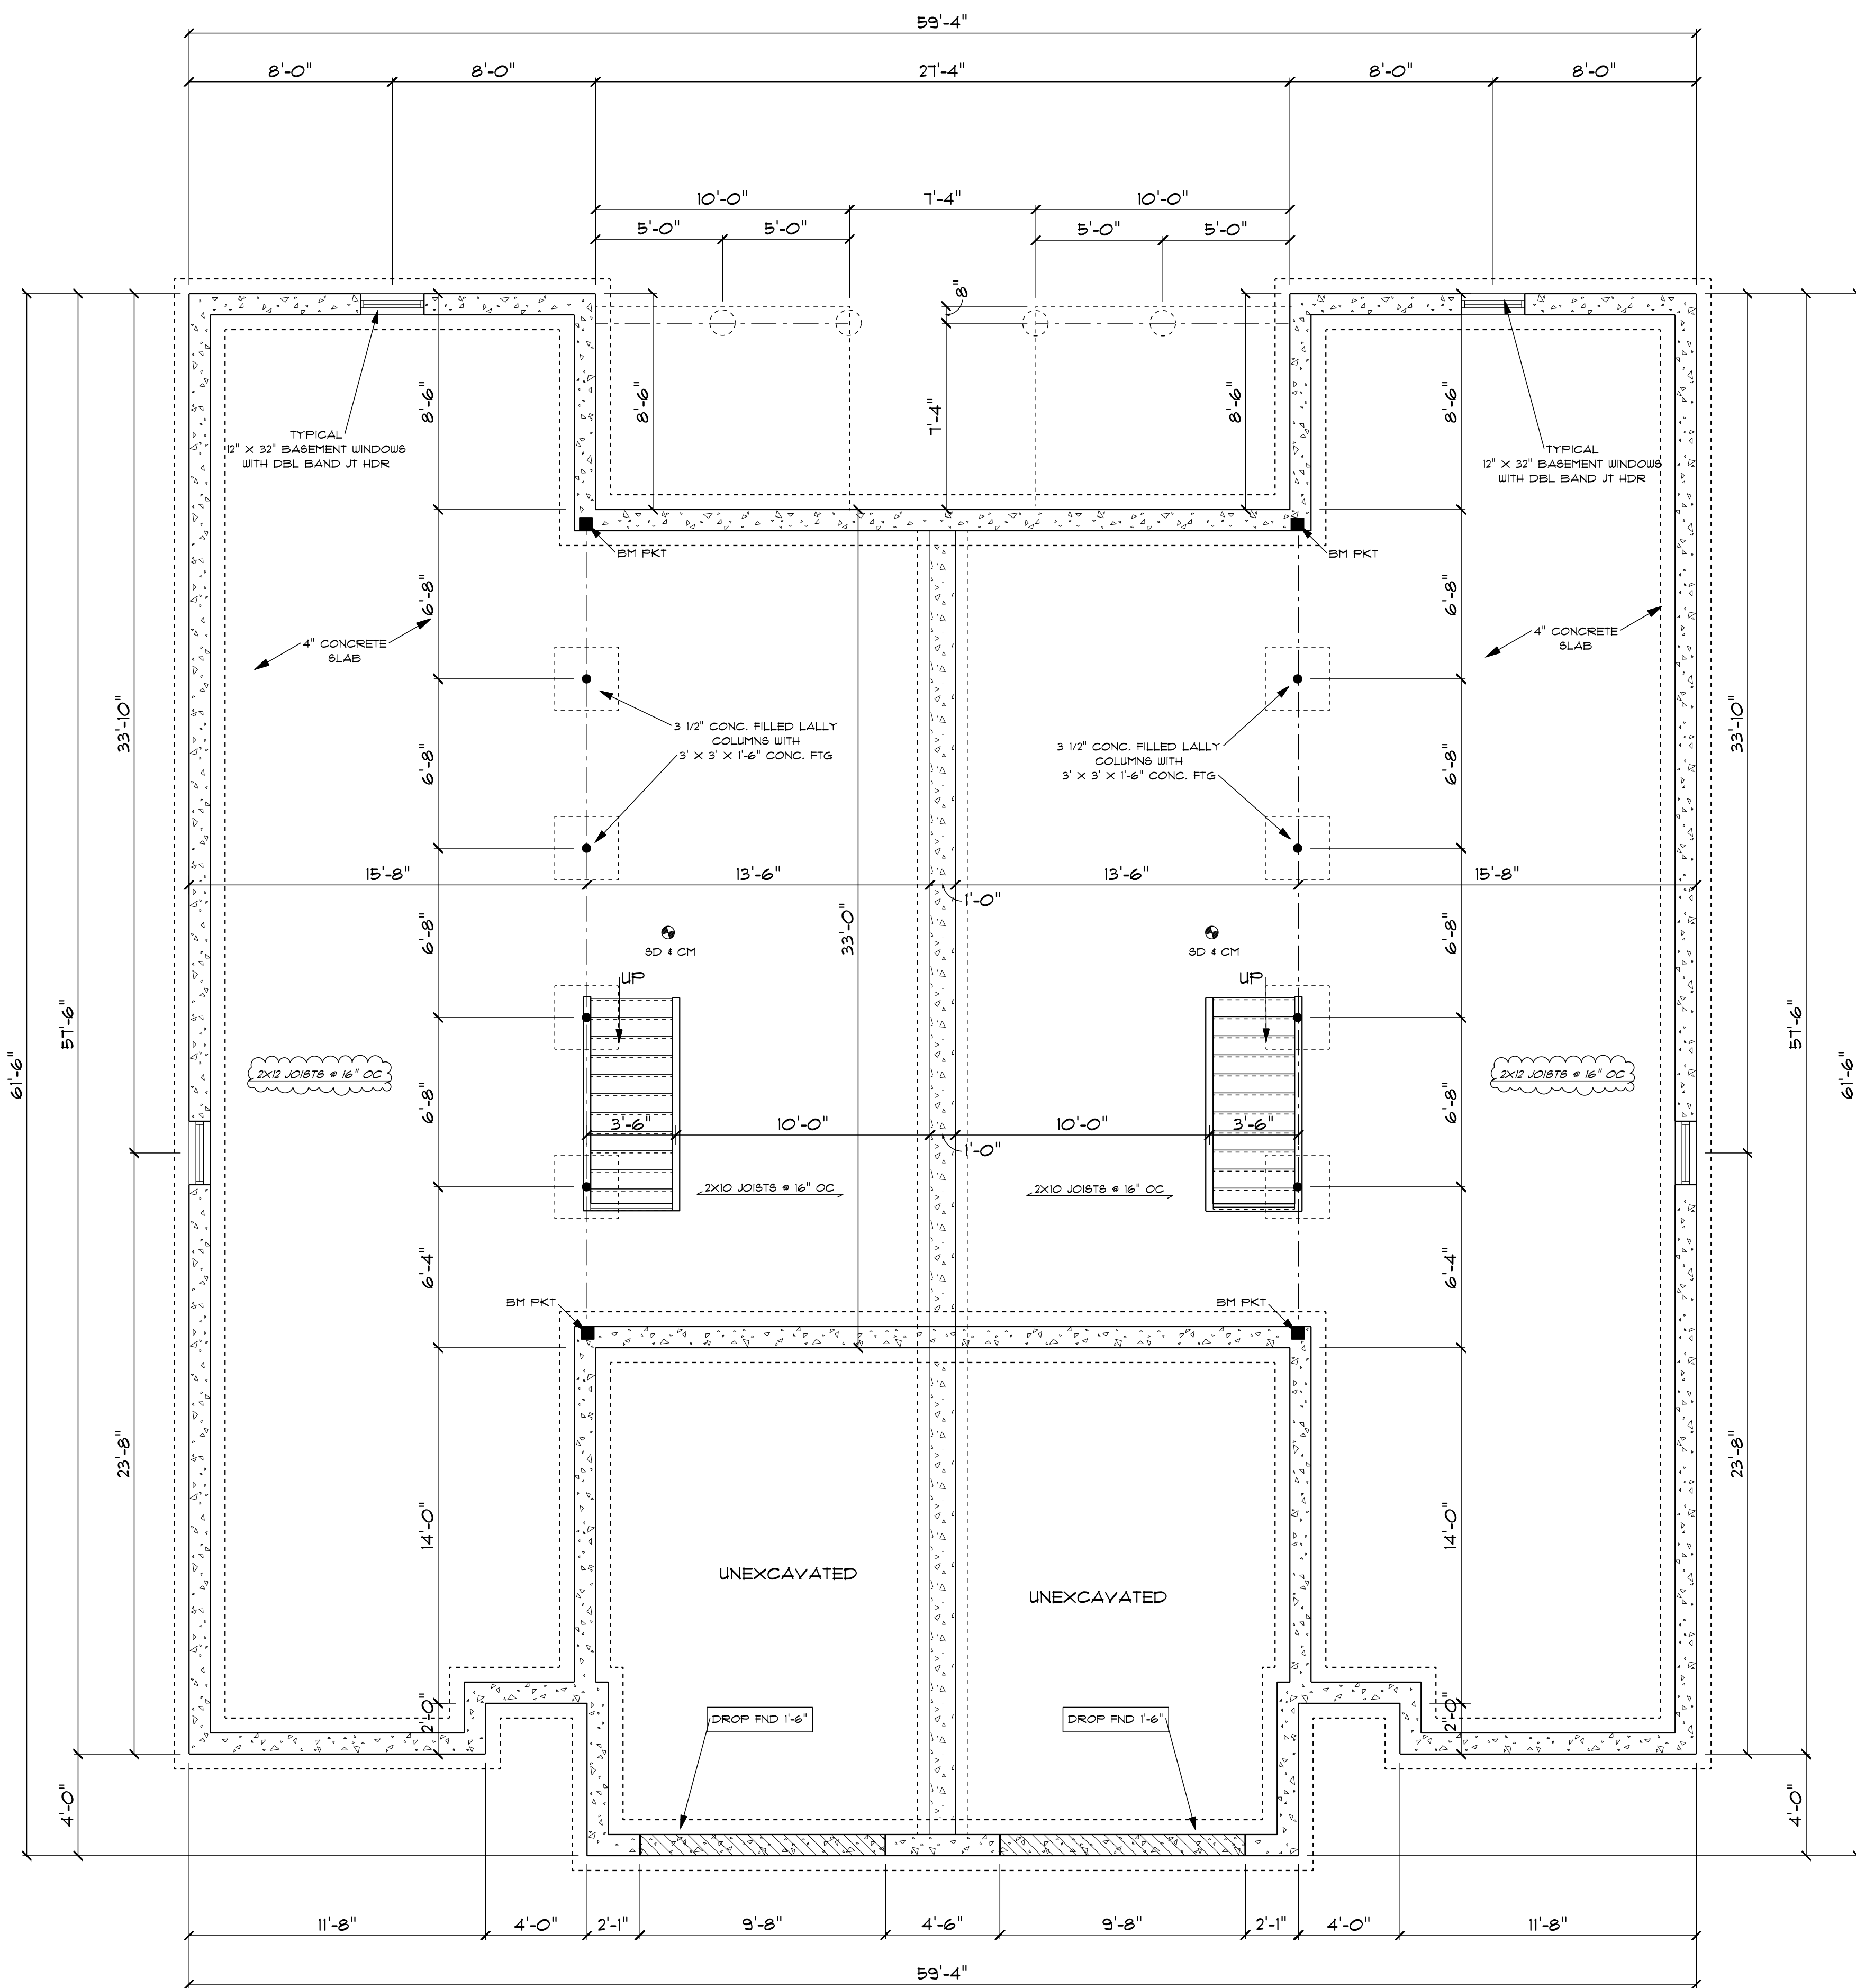 59'-4"
8'-0" 8'-0" 27'-4" 8'-0" 8'-0"
10'-0" 7'-4" 10'-0"
5'-0" 5'-0" 5'-0" 5'-0"
8"
8'-6" 8'-6" 7'-4" 8'-6" 8'-6"
TYPICAL
12" X 32" BASEMENT WINDOWS
WITH DBL BAND JT HDR
TYPICAL
12" X 32" BASEMENT WINDOWS
WITH DBL BAND JT HDR
BM PKT BM PKT
6'-8" 6'-8"
4" CONCRETE
SLAB
4" CONCRETE
SLAB
33'-10" 33'-10"
3 1/2" CONC. FILLED LALLY
COLUMNS WITH
3' X 3' X 1'-6" CONC. FTG
3 1/2" CONC. FILLED LALLY
COLUMNS WITH
3' X 3' X 1'-6" CONC. FTG
6'-8" 6'-8"
15'-8" 13'-6" 13'-6" 15'-8"
1'-0"
6'-8" 33'-0" 6'-8"
SD & CM SD & CM
UP UP
57'-6" 57'-6"
61'-6" 61'-6"
2X12 JOISTS @ 16" OC 2X12 JOISTS @ 16" OC
6'-8" 6'-8"
3'-6" 10'-0" 10'-0" 3'-6"
1'-0"
2X10 JOISTS @ 16" OC 2X10 JOISTS @ 16" OC
6'-4" 6'-4"
BM PKT BM PKT
23'-8" 23'-8"
14'-0" 14'-0"
UNEXCAVATED
UNEXCAVATED
2'-0" 2'-0"
DROP FND 1'-6" DROP FND 1'-6"
4'-0" 4'-0"
11'-8" 4'-0" 2'-1" 9'-8" 4'-6" 9'-8" 2'-1" 4'-0" 11'-8"
59'-4"